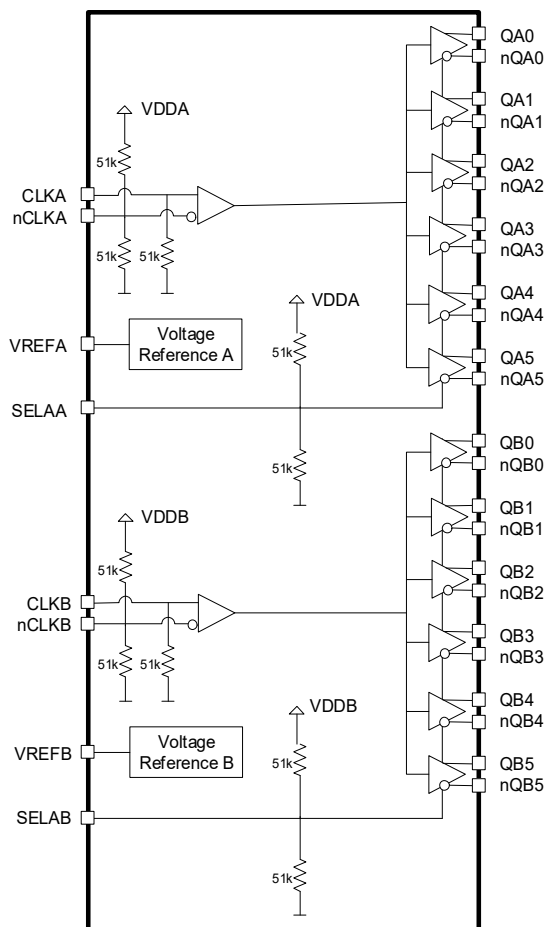 QA0
nQA0
QA1
nQA1
VDDA
51k
QA2
nQA2
CLKA
nCLKA
QA3
nQA3
51k
51k
VDDA
QA4
nQA4
VREFA
Voltage
Reference A
51k
QA5
nQA5
SELAA
QB0
nQB0
51k
VDDB
QB1
nQB1
51k
QB2
nQB2
CLKB
nCLKB
QB3
nQB3
51k
51k
VDDB
QB4
nQB4
VREFB
Voltage
Reference B
51k
QB5
nQB5
SELAB
51k